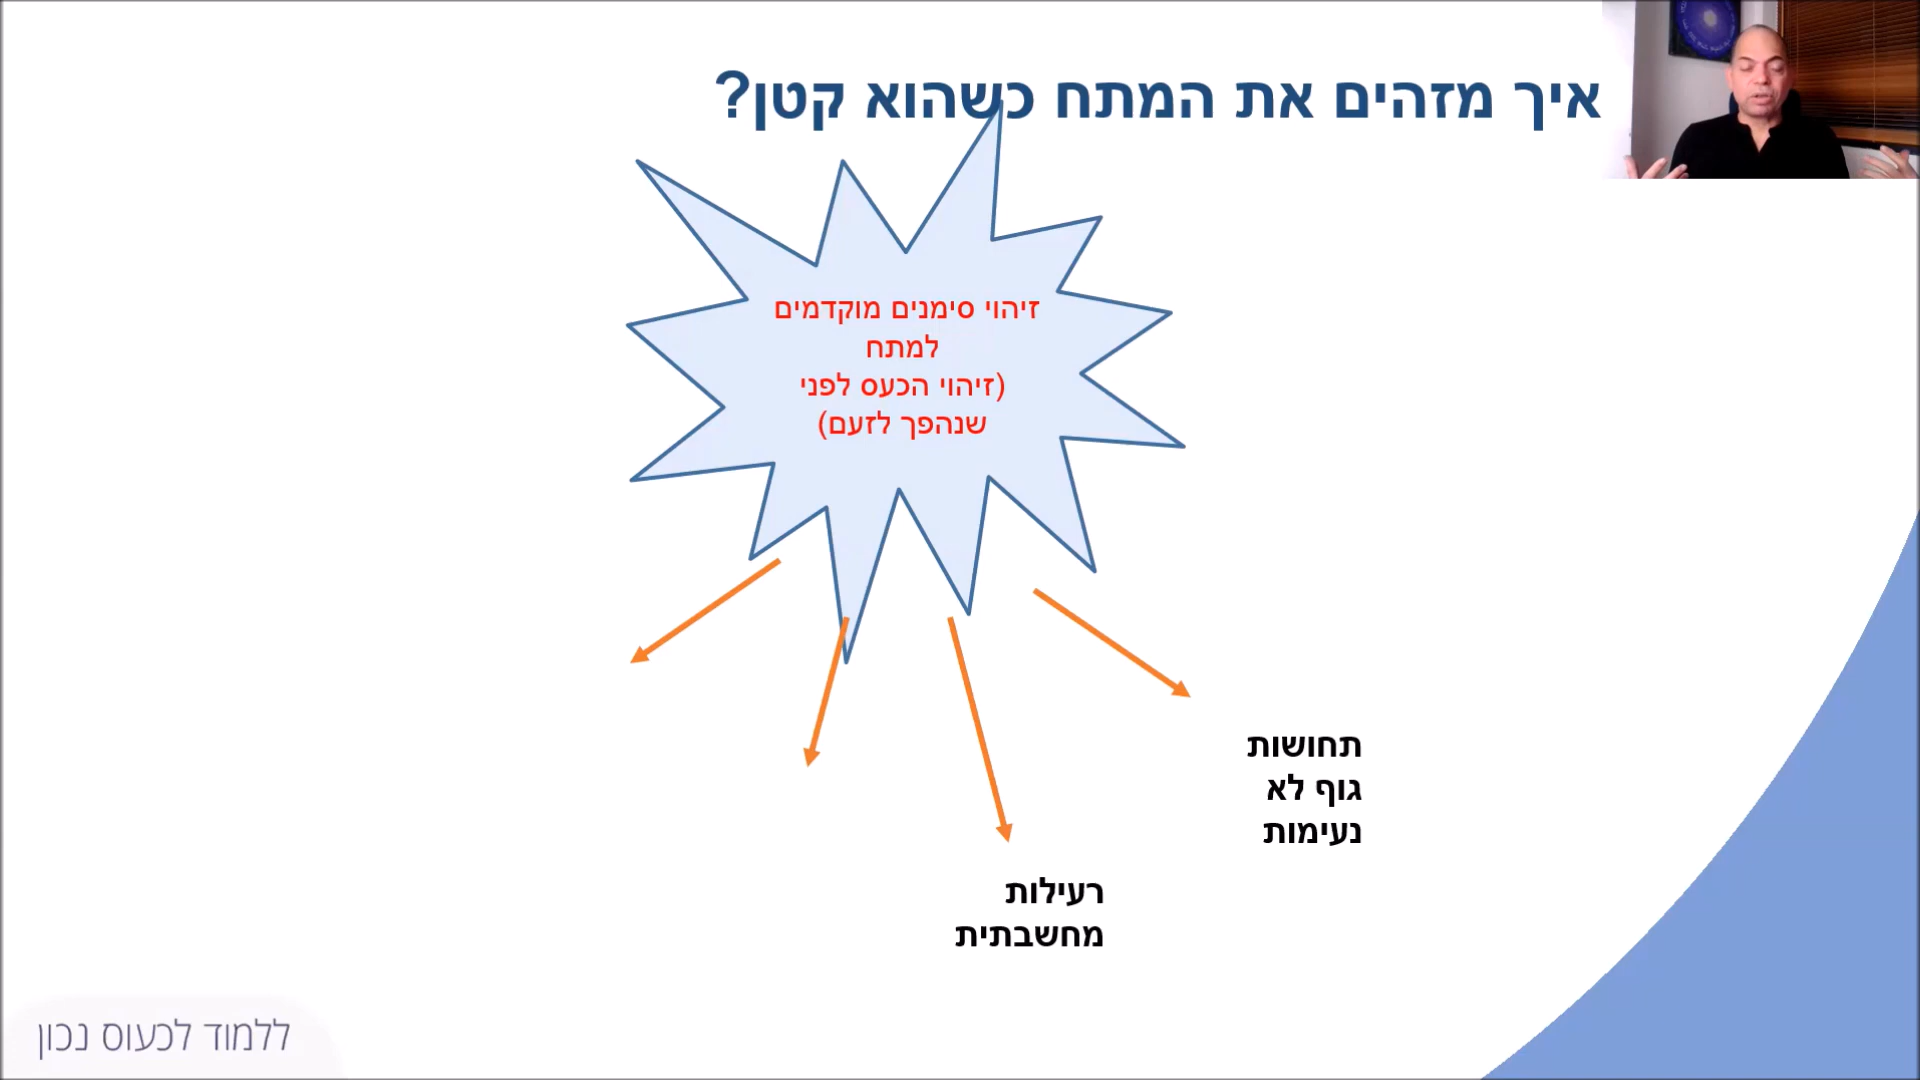 איך מזהים את המתח כשהוא קטן?
זיהוי סימנים מוקדמים
למתח
(זיהוי הכעס לפני
שנהפך לזעם)
תחושות
גוף לא
נעימות
רעילות
מחשבתית
ללמוד לכעוס נכון